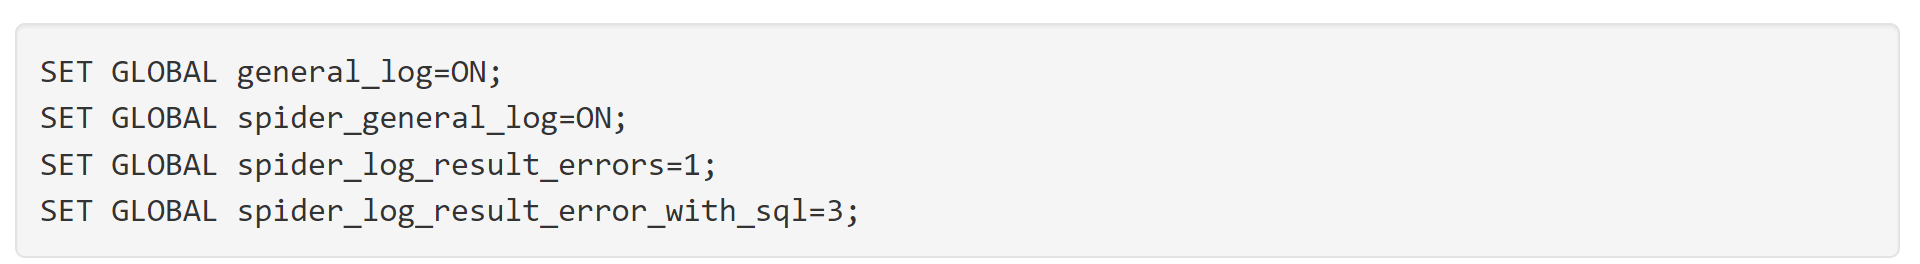 SET GLOBAL general_log=ON;
SET GLOBAL spider_general_log=ON;
SET GLOBAL spider_log_result_errors=1;
SET GLOBAL spider_log_result_error_with_sql=3;